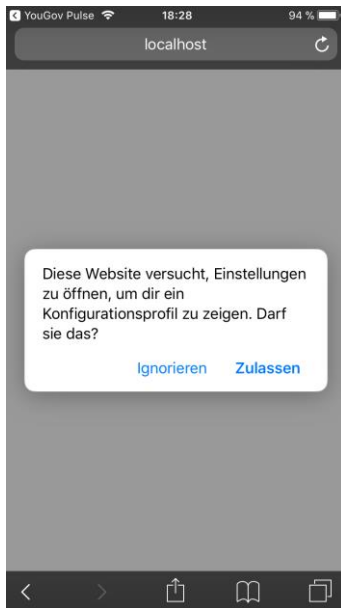 YouGov Pulse 18:28 94 %
localhost
Diese Website versucht, Einstellungen
zu öffnen, um dir ein
Konfigurationsprofil zu zeigen. Darf
sie das?
Ignorieren Zulassen